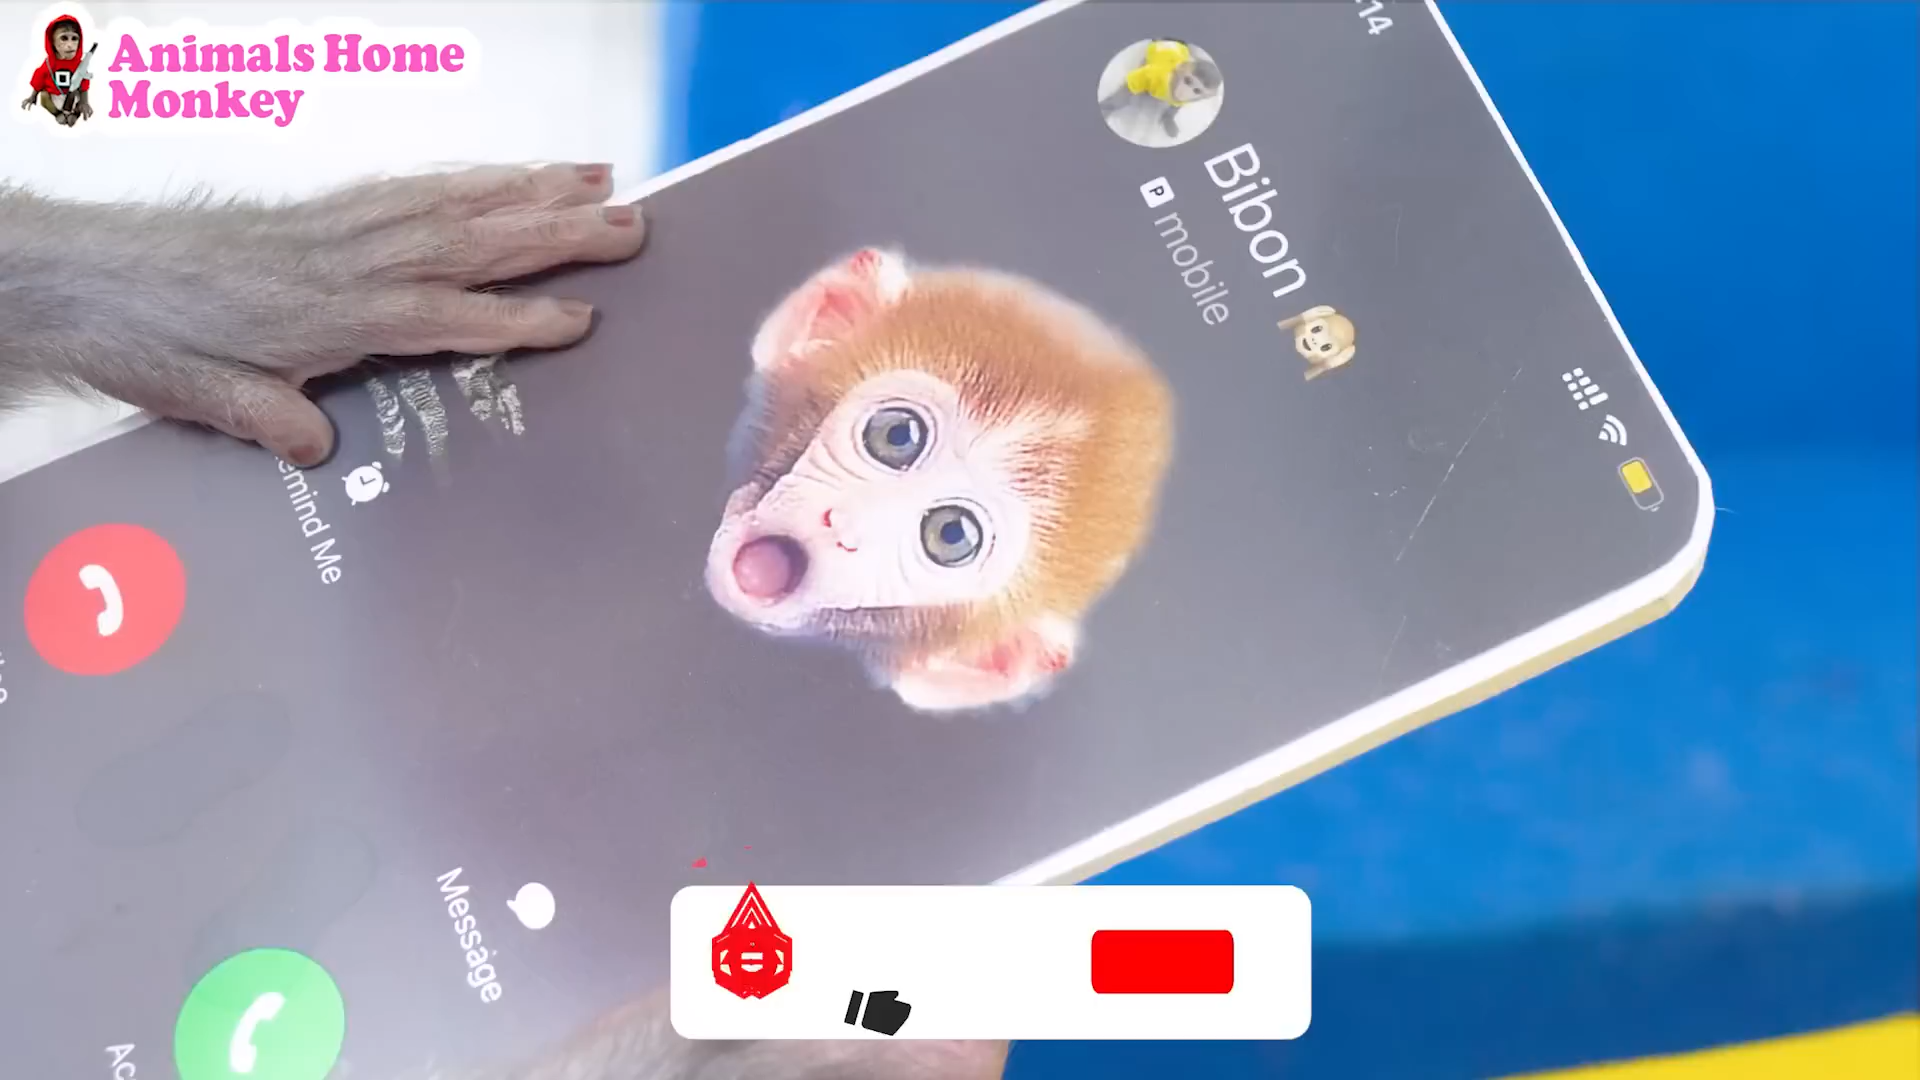 Animals Home
Monkey
:14
Bibon
P mobile
emind Me
Message
Ac